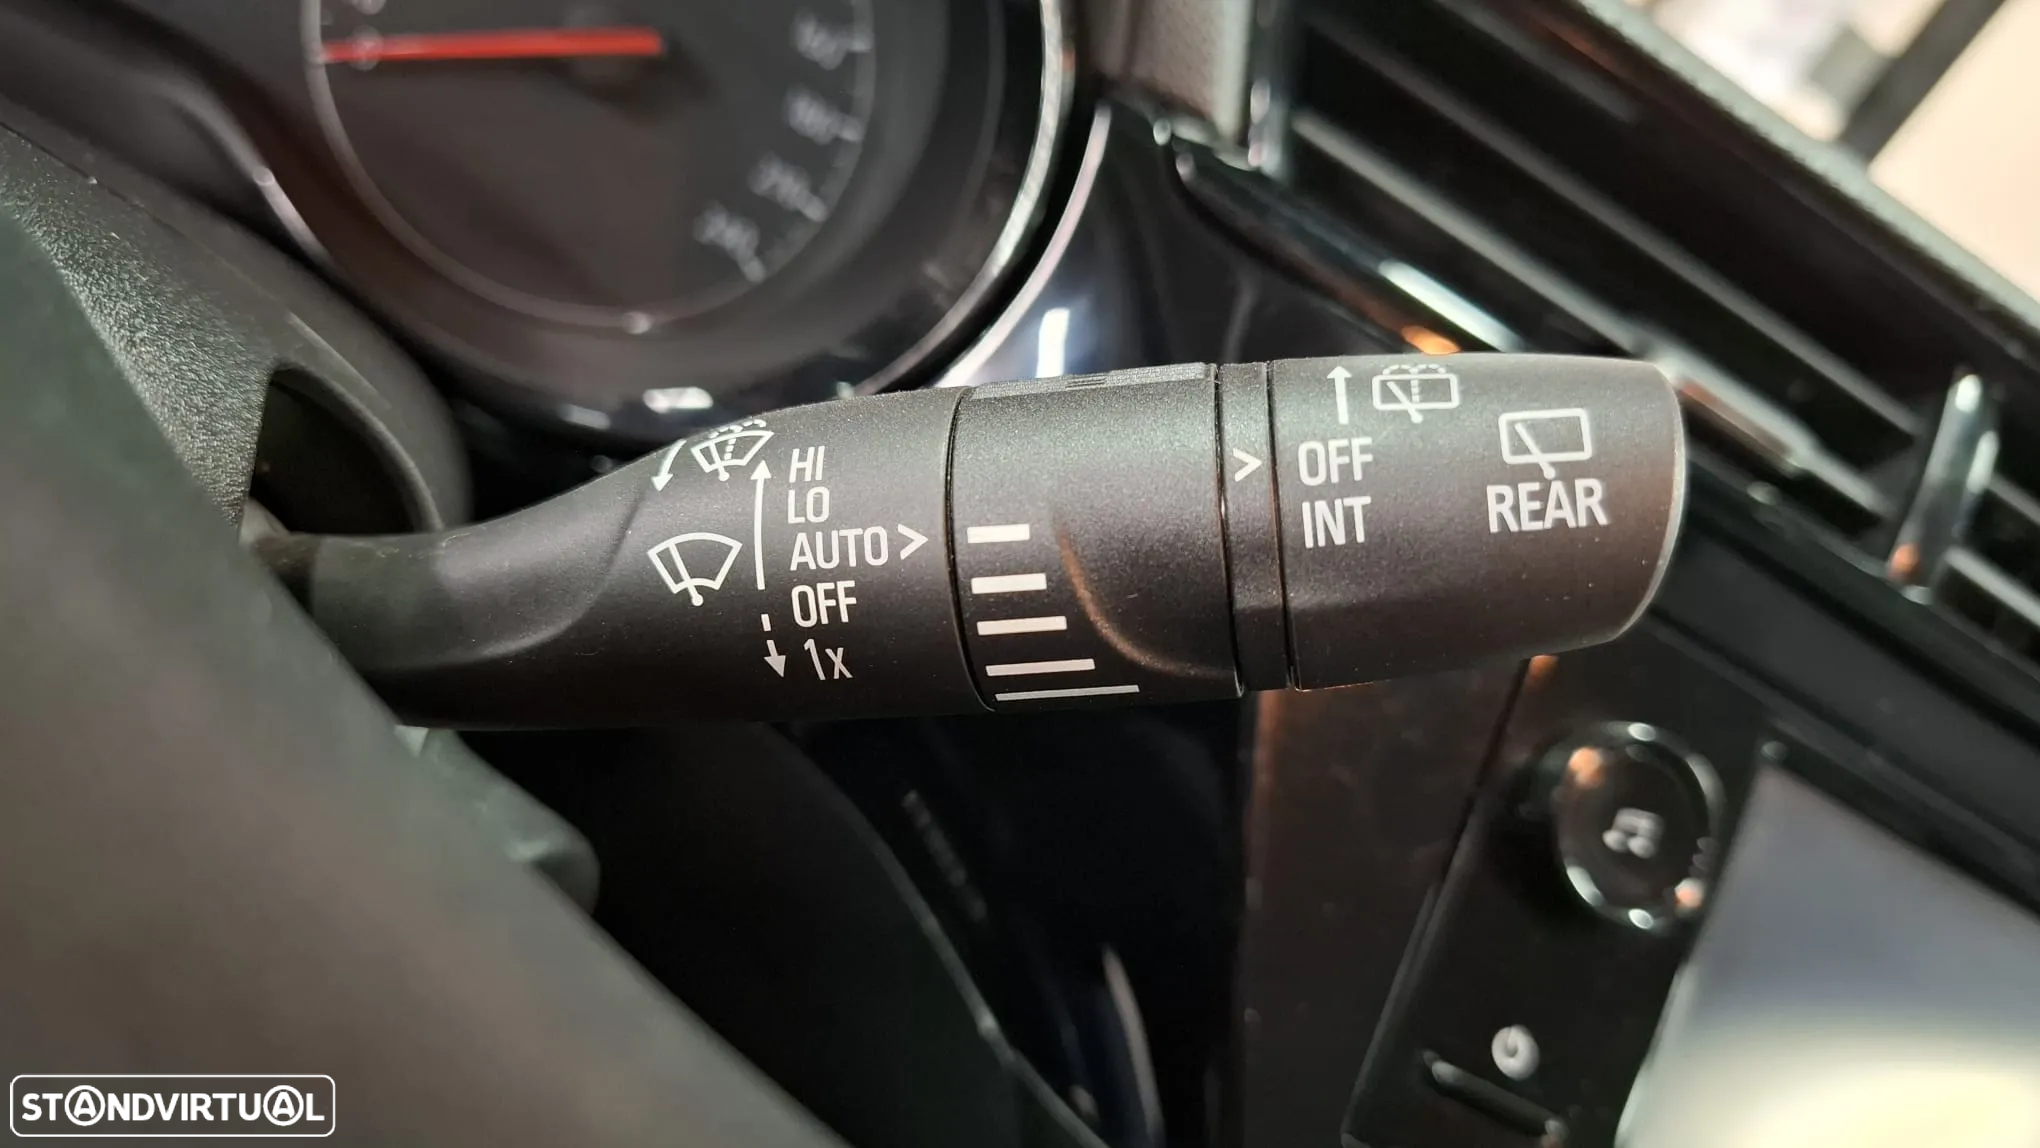 HI
LO
AUTO >
OFF
1x
> OFF
INT
REAR
STANDVIRTUAL